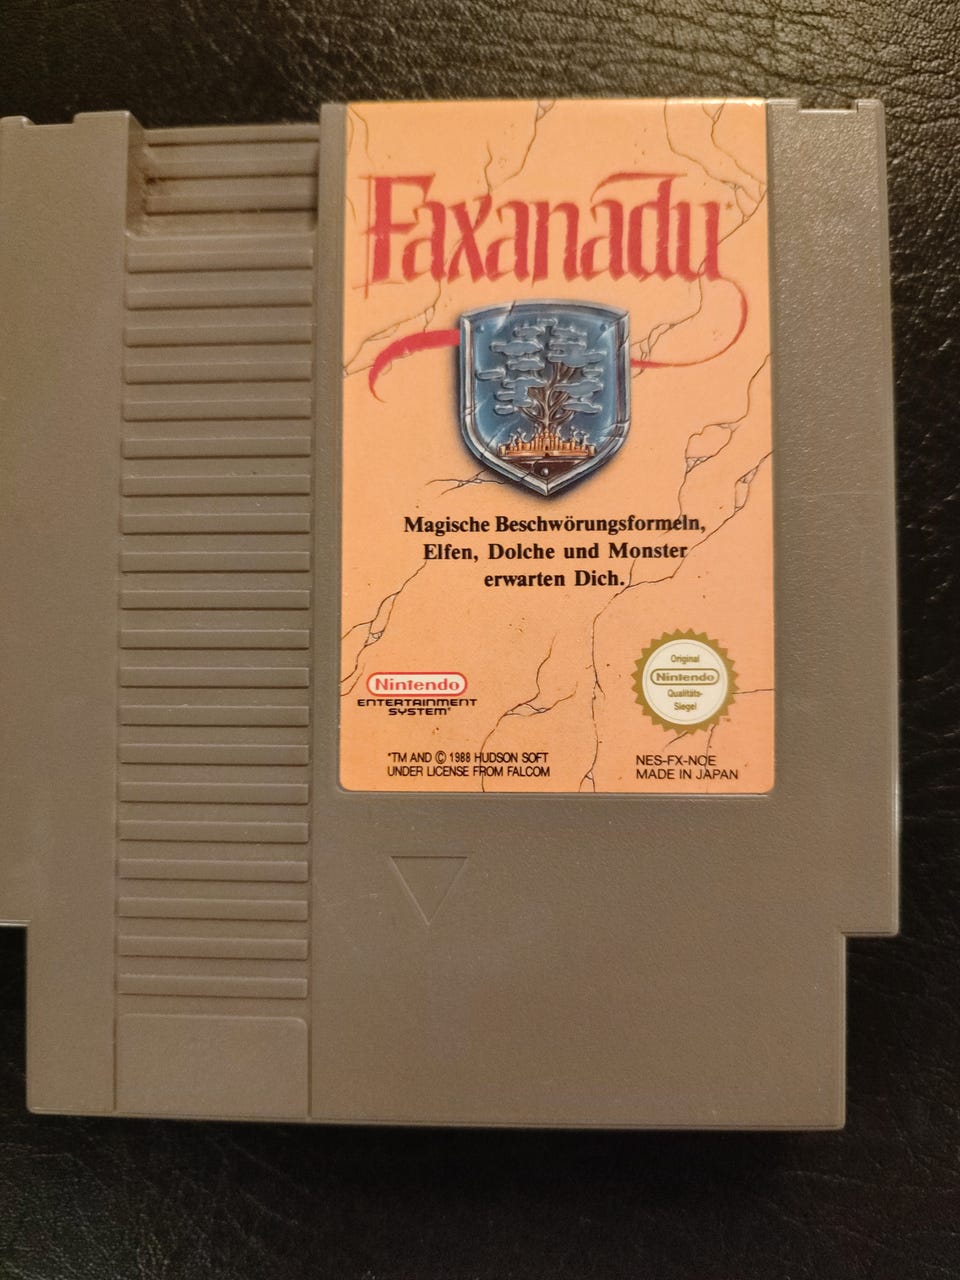 Faxanadu*
Magische Beschwörungsformeln,
Elfen, Dolche und Monster
erwarten Dich.
Nintendo
ENTERTAINMENT
SYSTEM®
Original
Nintendo
Qualitäts-
Siegel
TM
*TM AND © 1988 HUDSON SOFT
UNDER LICENSE FROM FALCOM
NES-FX-NOE
MADE IN JAPAN